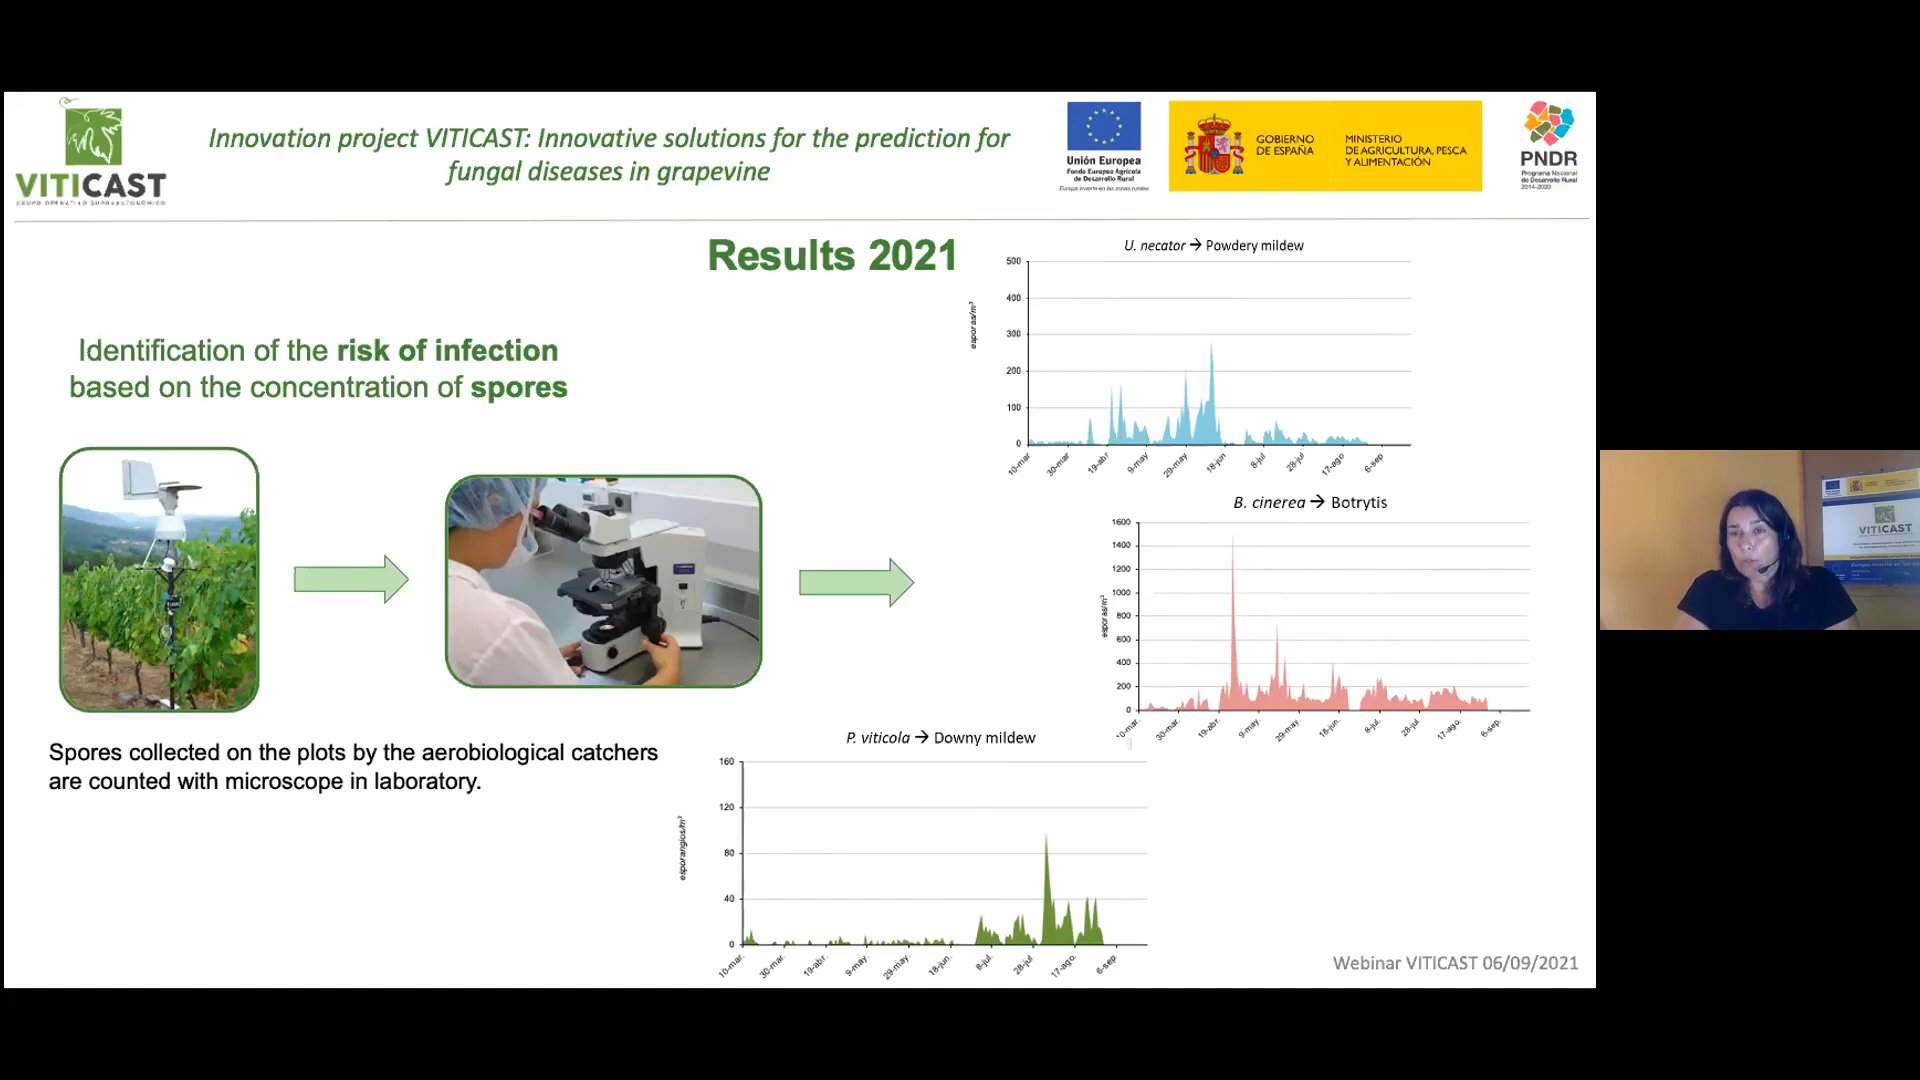 VITICAST
GRUPO OPERATIVO SUPRAAUTONÓMICO
Innovation project VITICAST: Innovative solutions for the prediction for
fungal diseases in grapevine
Unión Europea
Fondo Europeo Agrícola
de Desarrollo Rural
Europa invierte en las zonas rurales
GOBIERNO
DE ESPAÑA
MINISTERIO
DE AGRICULTURA, PESCA
Y ALIMENTACIÓN
PNDR
Programa Nacional
de Desarrollo Rural
2014-2020
Results 2021
Identification of the risk of infection
based on the concentration of spores
Spores collected on the plots by the aerobiological catchers
are counted with microscope in laboratory.
U. necator → Powdery mildew
esporas/m³
500
400
300
200
100
0
10-mar
30-mar
19-abr
9-may
29-may
18-jun
8-jul
28-jul
17-ago
6-sep
B. cinerea → Botrytis
esporas/m³
1600
1400
1200
1000
800
600
400
200
0
10-mar.
30-mar.
19-abr.
9-may.
29-may.
18-jun.
8-jul.
28-jul.
17-ago.
6-sep.
P. viticola → Downy mildew
esporangios/m³
160
120
80
40
0
10-mar.
30-mar.
19-abr.
9-may.
29-may.
18-jun.
8-jul.
28-jul.
17-ago.
6-sep.
Webinar VITICAST 06/09/2021
VITICAST